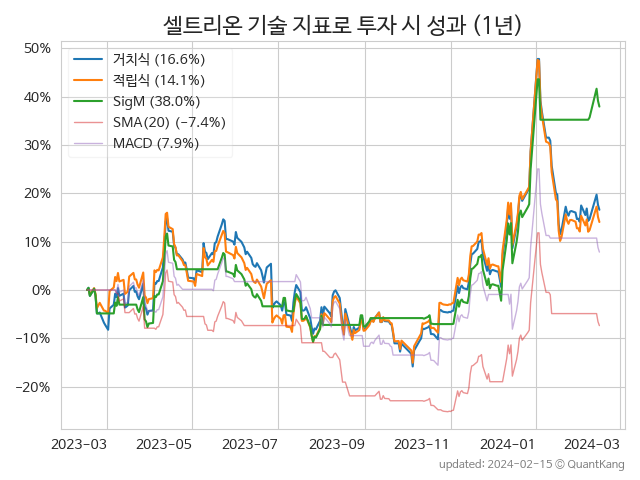 셀트리온 기술 지표로 투자 시 성과 (1년)
50%
40%
30%
20%
10%
0%
−10%
−20%
거치식 (16.6%)
적립식 (14.1%)
SigM (38.0%)
SMA(20) (−7.4%)
MACD (7.9%)
2023-03
2023-05
2023-07
2023-09
2023-11
2024-01
2024-03
updated: 2024-02-15 © QuantKang